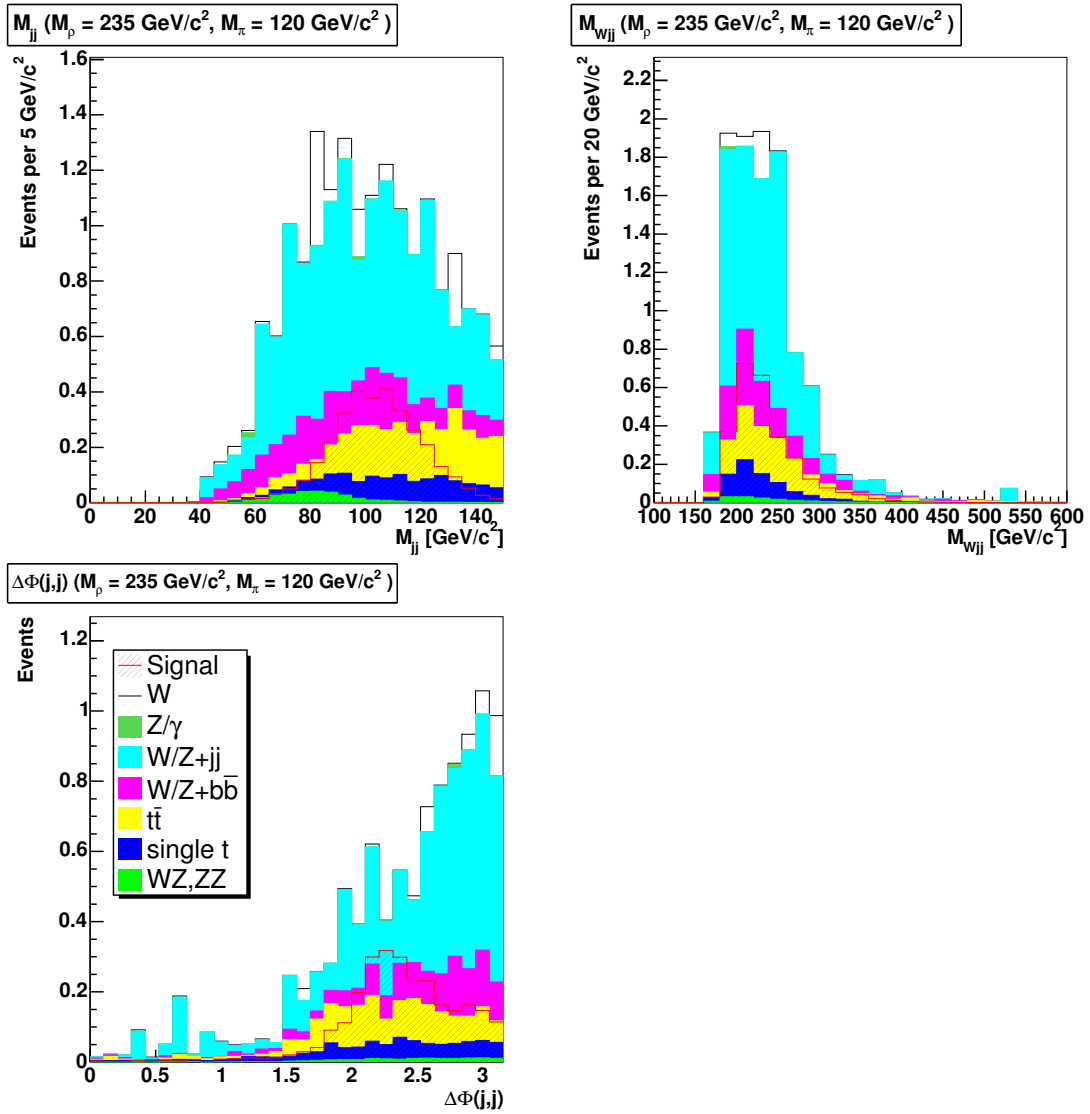 M_jj (M_ρ = 235 GeV/c², M_π = 120 GeV/c² )
Events per 5 GeV/c²
1.6
1.4
1.2
1
0.8
0.6
0.4
0.2
0
0 20 40 60 80 100 120 140
M_jj [GeV/c²]
M_Wjj (M_ρ = 235 GeV/c², M_π = 120 GeV/c² )
Events per 20 GeV/c²
2.2
2
1.8
1.6
1.4
1.2
1
0.8
0.6
0.4
0.2
0
100 150 200 250 300 350 400 450 500 550 600
M_Wjj [GeV/c²]
ΔΦ(j,j) (M_ρ = 235 GeV/c², M_π = 120 GeV/c² )
Events
1.2
1
0.8
0.6
0.4
0.2
0
Signal
W
Z/γ
W/Z+jj
W/Z+bb̄
tt̄
single t
WZ,ZZ
0 0.5 1 1.5 2 2.5 3
ΔΦ(j,j)